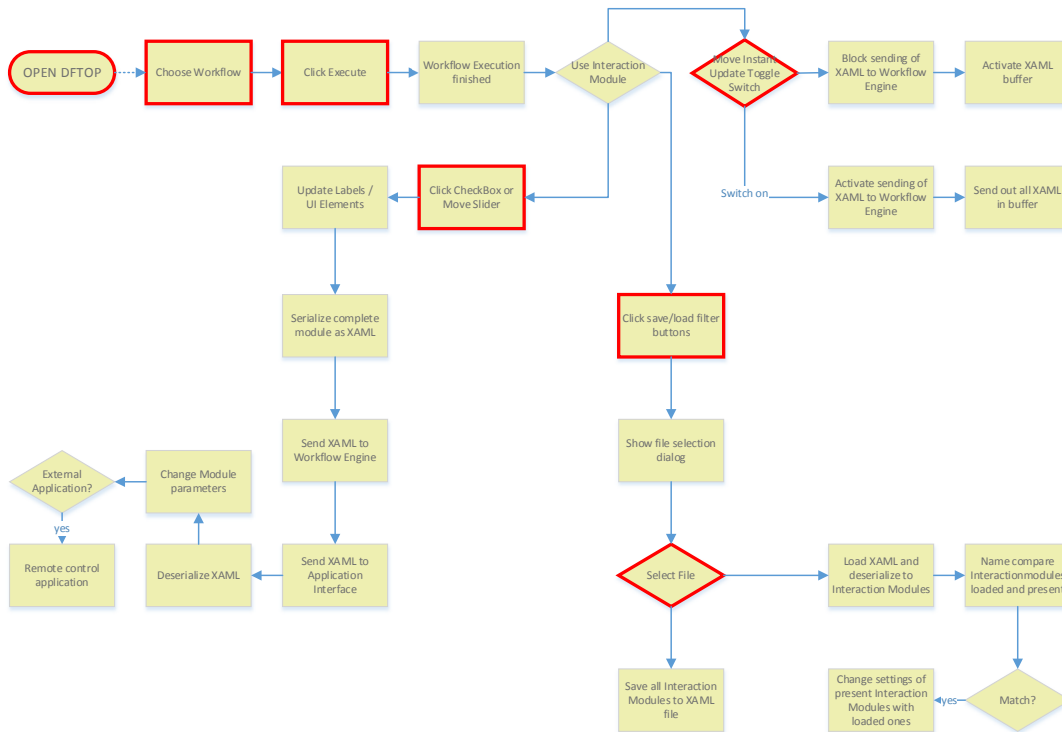 OPEN DFTOP
Choose Workflow
Click Execute
Workflow Execution
finished
Use Interaction
Module
Move Instant
Update Toggle
Switch
Block sending of
XAML to Workflow
Engine
Activate XAML
buffer
Switch on
Activate sending of
XAML to Workflow
Engine
Send out all XAML
in buffer
Click CheckBox or
Move Slider
Update Labels /
UI Elements
Serialize complete
module as XAML
Send XAML to
Workflow Engine
Send XAML to
Application
Interface
Deserialize XAML
Change Module
parameters
External
Application?
yes
Remote control
application
Click save/load filter
buttons
Show file selection
dialog
Select File
Save all Interaction
Modules to XAML
file
Load XAML and
deserialize to
Interaction Modules
Name compare
Interactionmodules
loaded and present
Match?
yes
Change settings of
present Interaction
Modules with
loaded ones